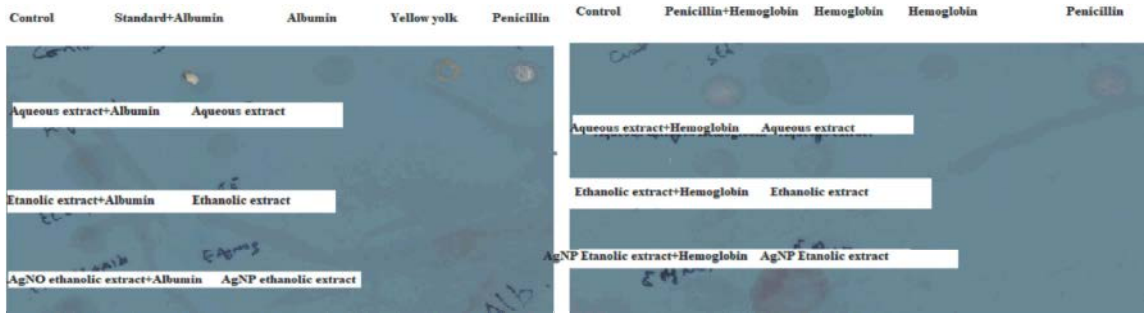 Control Standard+Albumin Albumin Yellow yolk Penicillin
Aqueous extract+Albumin Aqueous extract
Etanolic extract+Albumin Ethanolic extract
AgNO ethanolic extract+Albumin AgNP ethanolic extract
Alb
Control Penicillin+Hemoglobin Hemoglobin Hemoglobin Penicillin
Aqueous extract+Hemoglobin Aqueous extract
Ethanolic extract+Hemoglobin Ethanolic extract
AgNP Etanolic extract+Hemoglobin AgNP Etanolic extract